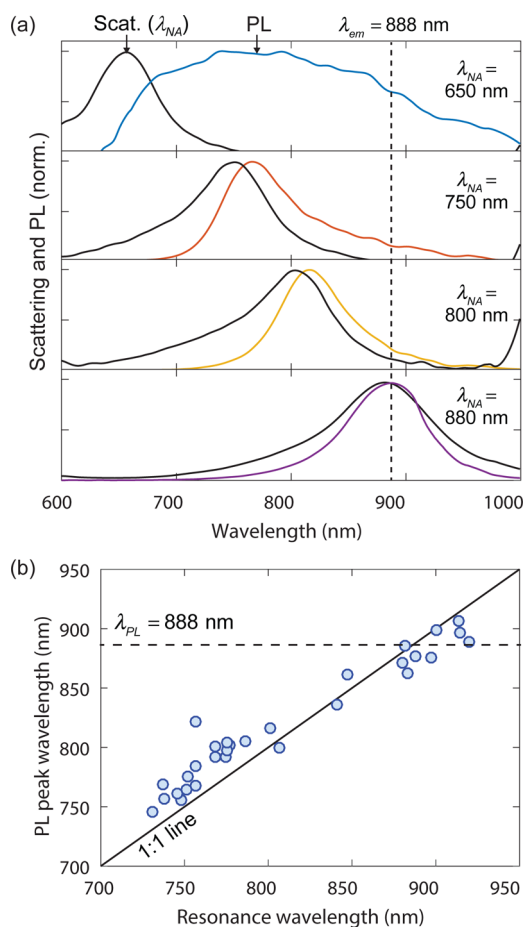 (a)
Scat. (λNA)
PL
λem = 888 nm
λNA =
650 nm
λNA =
750 nm
λNA =
800 nm
λNA =
880 nm
Scattering and PL (norm.)
600 700 800 900 1000
Wavelength (nm)
(b)
950
900
850
800
750
700
λPL = 888 nm
1:1 line
PL peak wavelength (nm)
700 750 800 850 900 950
Resonance wavelength (nm)